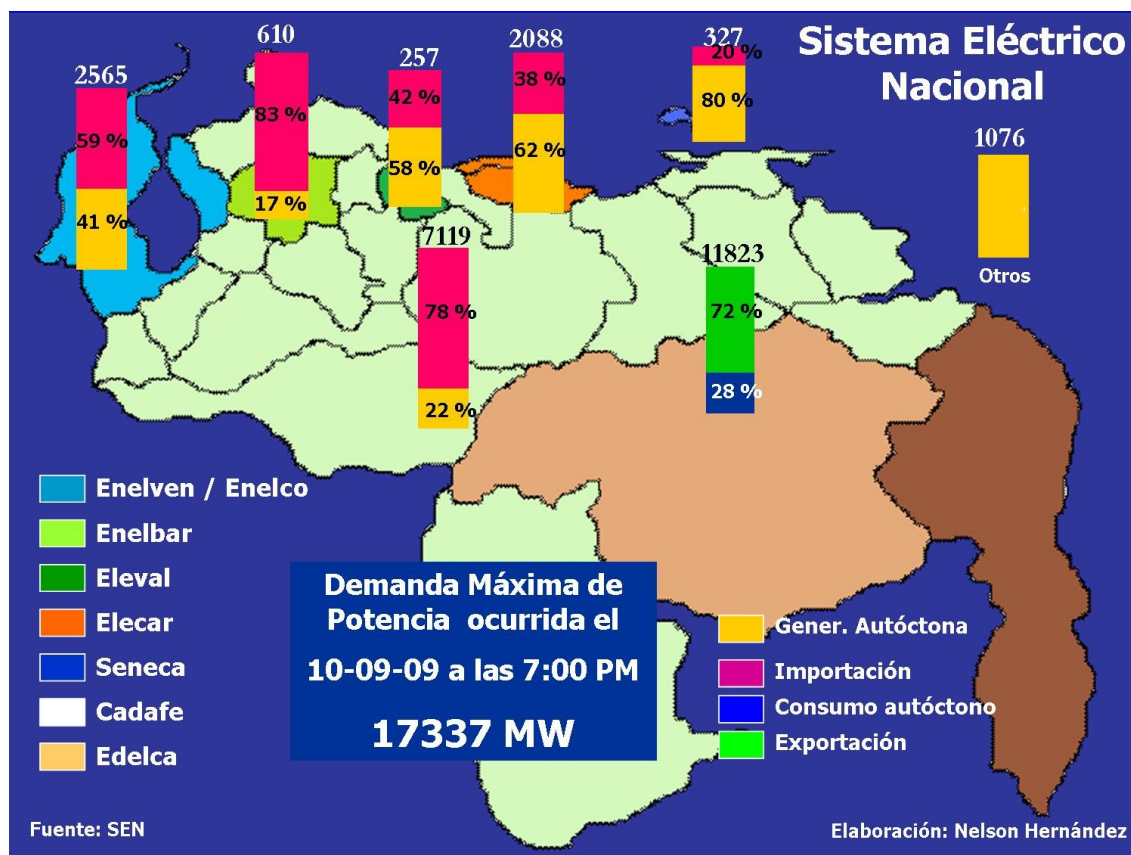 Sistema Eléctrico
Nacional
2565
59 %
41 %
610
83 %
17 %
257
42 %
58 %
2088
38 %
62 %
327
20 %
80 %
1076
Otros
7119
78 %
22 %
11823
72 %
28 %
Enelven / Enelco
Enelbar
Eleval
Elecar
Seneca
Cadafe
Edelca
Demanda Máxima de
Potencia ocurrida el
10-09-09 a las 7:00 PM
17337 MW
Gener. Autóctona
Importación
Consumo autóctono
Exportación
Fuente: SEN
Elaboración: Nelson Hernández